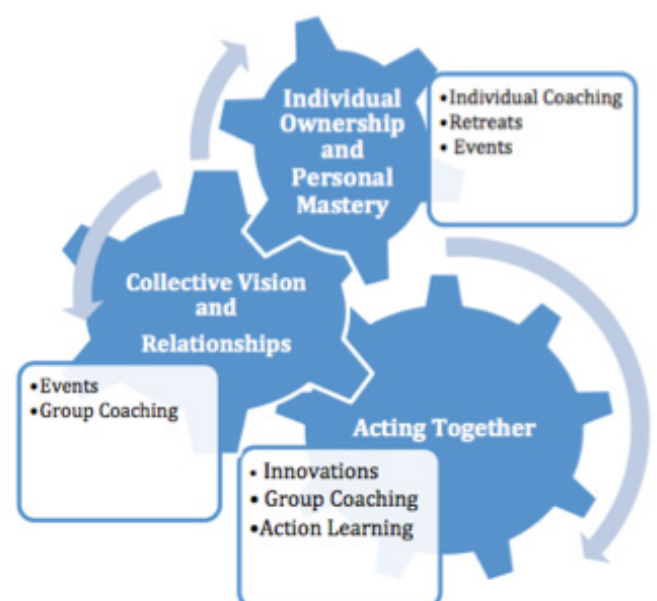 Individual
Ownership
and
Personal
Mastery
•Individual Coaching
•Retreats
• Events
Collective Vision
and
Relationships
•Events
•Group Coaching
Acting Together
• Innovations
• Group Coaching
•Action Learning